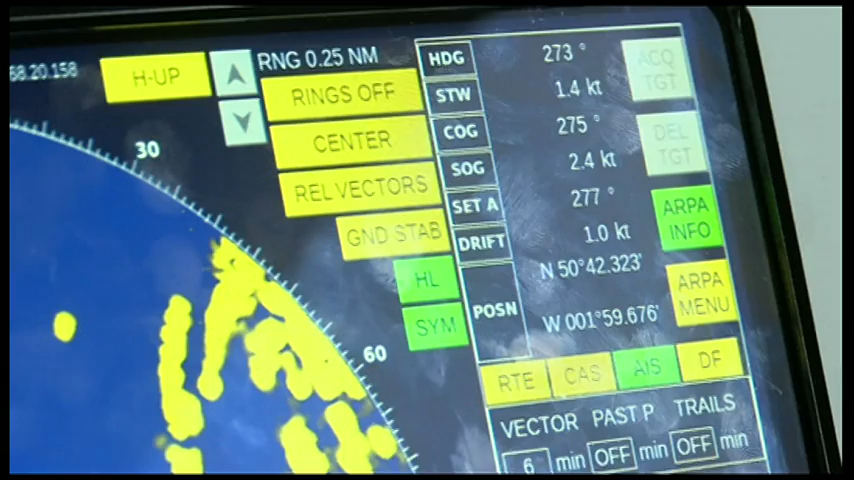 68.20.158
H-UP
RNG 0.25 NM
RINGS OFF
CENTER
REL VECTORS
GND STAB
HL
SYM
30
60
HDG 273 °
STW 1.4 kt
COG 275 °
SOG 2.4 kt
SET A 277 °
DRIFT 1.0 kt
POSN N 50°42.323'
W 001°59.676'
ACQ
TGT
DEL
TGT
ARPA
INFO
ARPA
MENU
RTE CAS AIS DF
VECTOR PAST P TRAILS
6 min OFF min OFF min